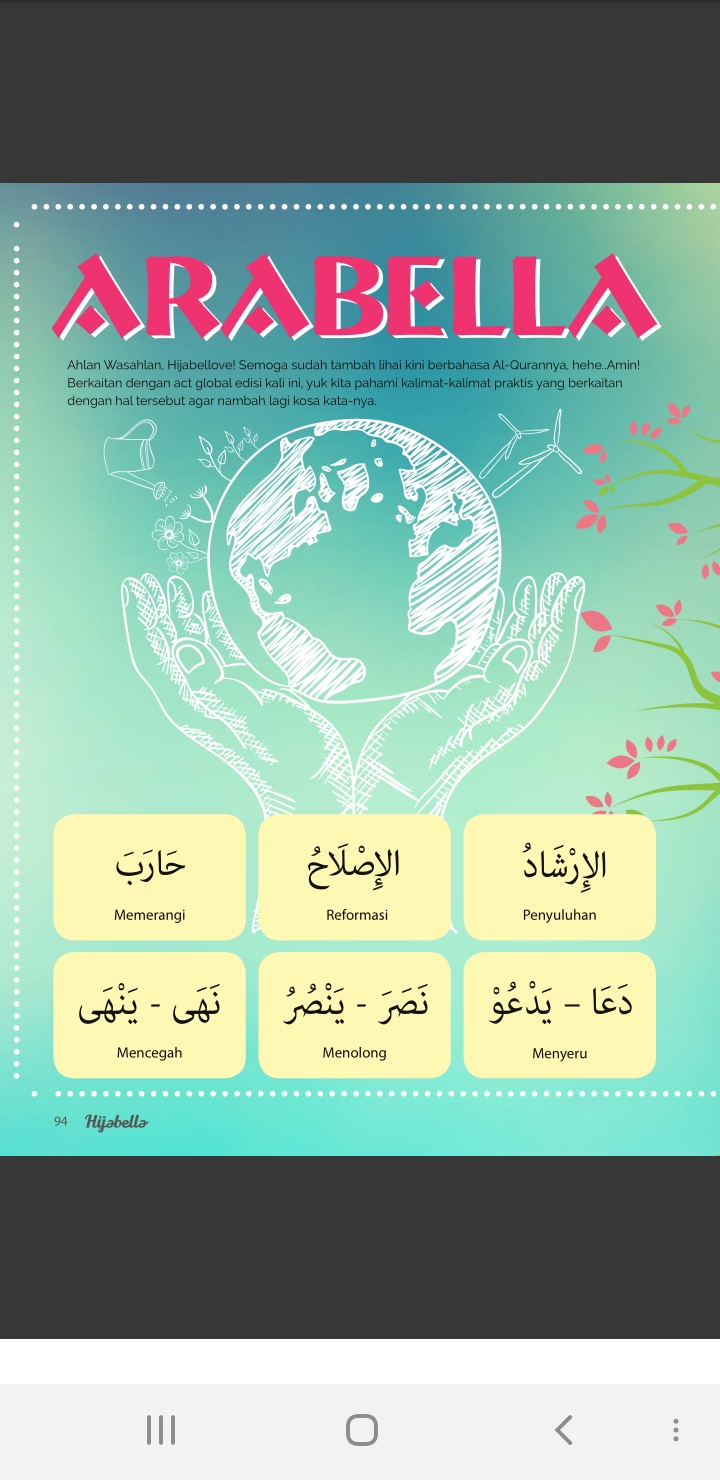 ARABELLA
Ahlan Wasahlan, Hijabellove! Semoga sudah tambah lihai kini berbahasa Al-Qurannya, hehe..Amin!
Berkaitan dengan act global edisi kali ini, yuk kita pahami kalimat-kalimat praktis yang berkaitan
dengan hal tersebut agar nambah lagi kosa kata-nya.
حَارَبَ
Memerangi
الإِصْلَاحُ
Reformasi
الإِرْشَادُ
Penyuluhan
نَهَى - يَنْهَى
Mencegah
نَصَرَ - يَنْصُرُ
Menolong
دَعَا – يَدْعُوْ
Menyeru
94 Hijabella